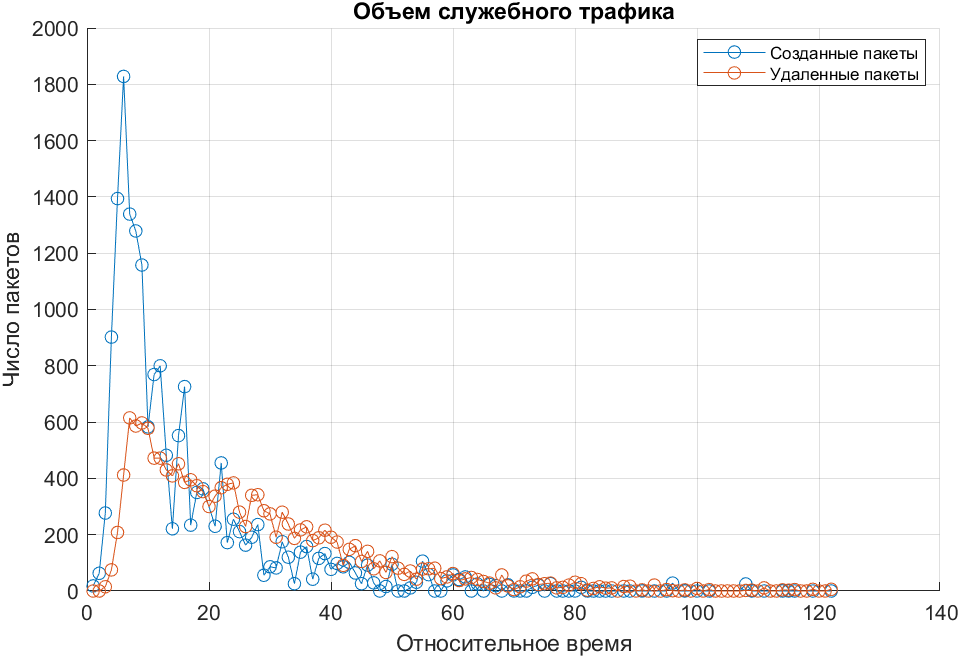 Объем служебного трафика
Созданные пакеты
Удаленные пакеты
Число пакетов
2000
1800
1600
1400
1200
1000
800
600
400
200
0
0 20 40 60 80 100 120 140
Относительное время